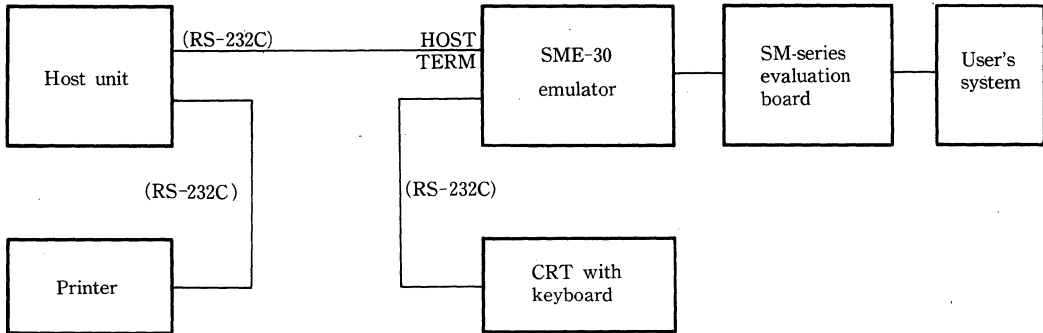 (RS-232C)
HOST
TERM
Host unit
SME-30
emulator
SM-series
evaluation
board
User's
system
(RS-232C)
(RS-232C)
Printer
CRT with
keyboard